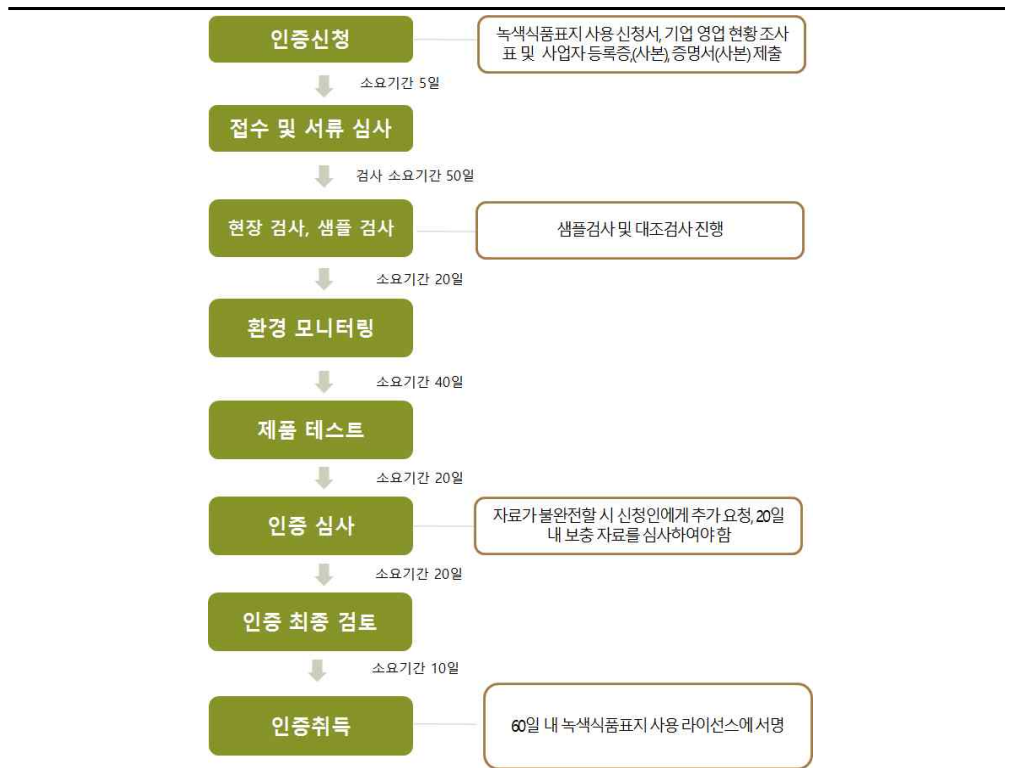 인증신청
녹색식품표지 사용 신청서, 기업 영업 현황 조사
표 및 사업자 등록증,(사본), 증명서(사본) 제출
소요기간 5일
접수 및 서류 심사
검사 소요기간 50일
현장 검사, 샘플 검사
샘플검사 및 대조검사 진행
소요기간 20일
환경 모니터링
소요기간 40일
제품 테스트
소요기간 20일
인증 심사
자료가 불완전할 시 신청인에게 추가 요청, 20일
내 보충 자료를 심사하여야 함
소요기간 20일
인증 최종 검토
소요기간 10일
인증취득
60일 내 녹색식품표지 사용 라이선스에 서명